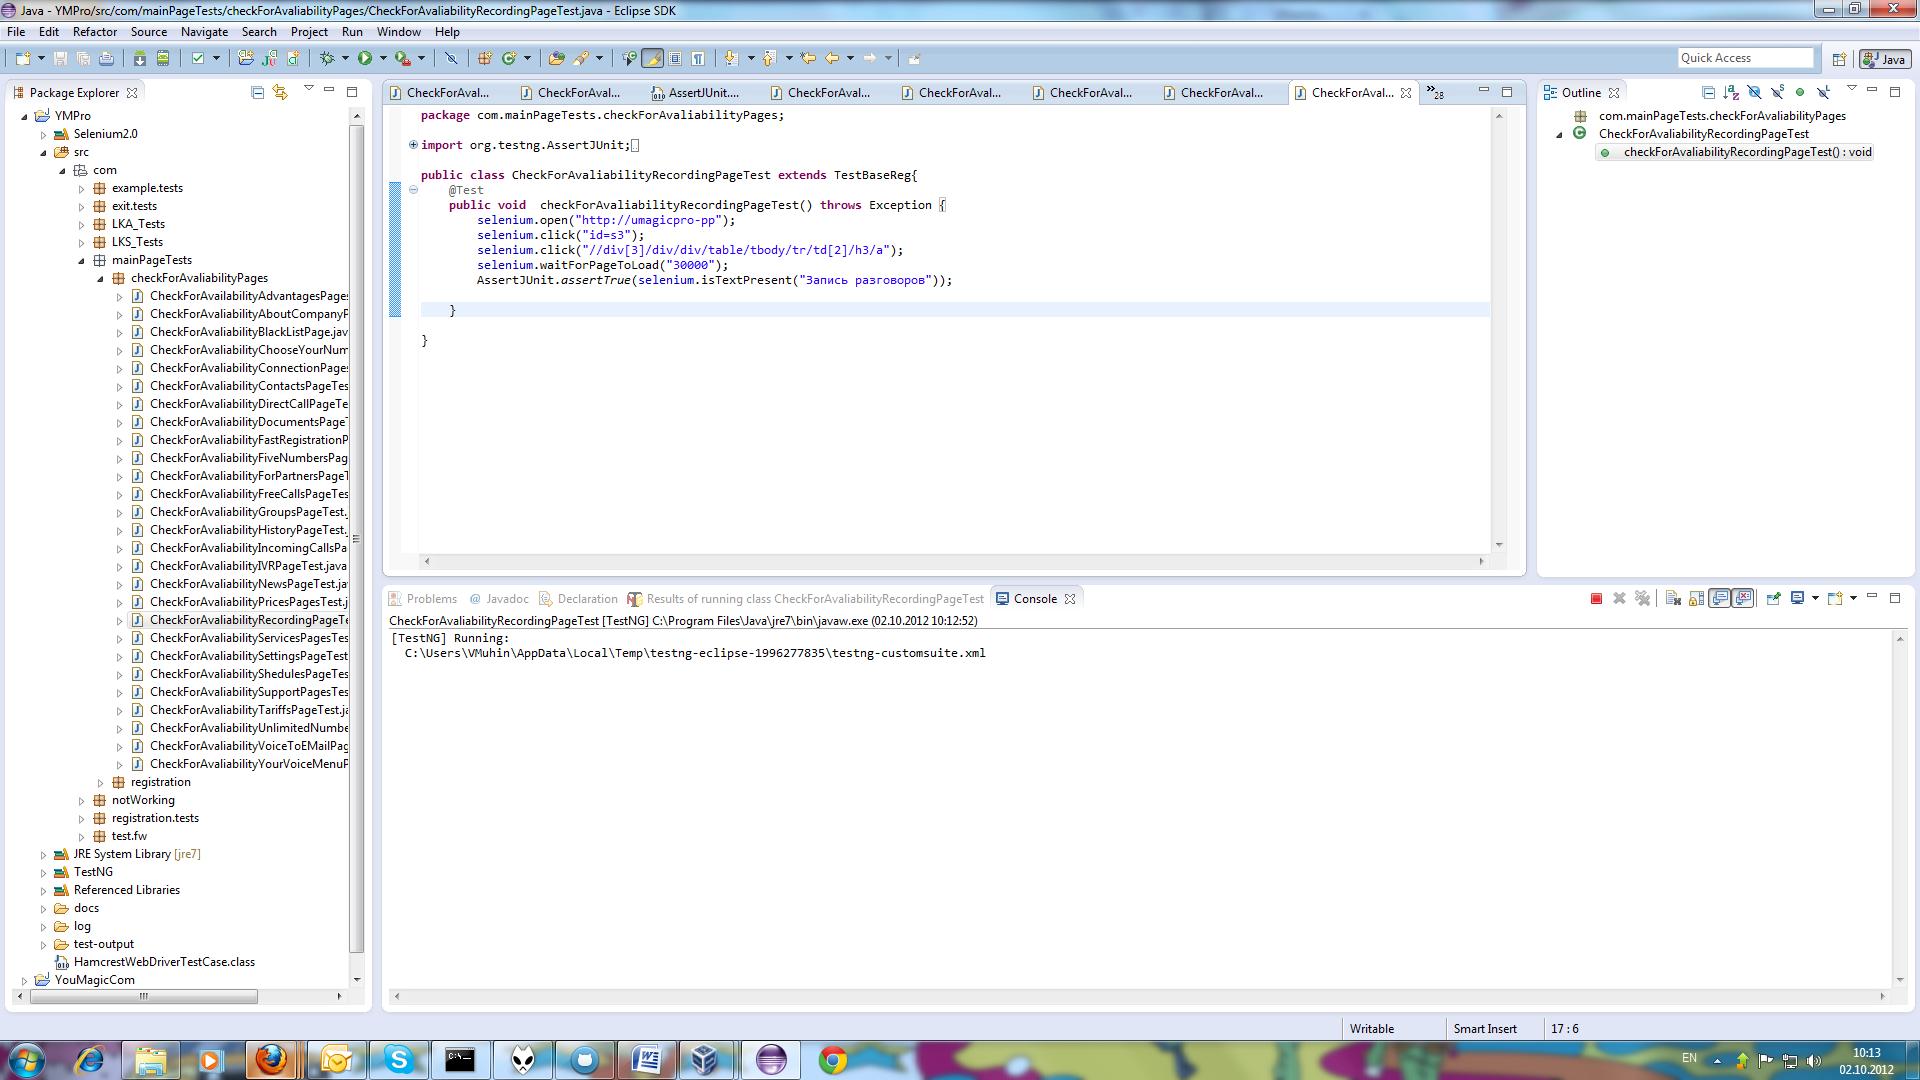 Java - YMPro/src/com/mainPageTests/checkForAvaliabilityPages/CheckForAvaliabilityRecordingPageTest.java - Eclipse SDK
File Edit Refactor Source Navigate Search Project Run Window Help
Quick Access
Java
Package Explorer
YMPro
Selenium2.0
src
com
example.tests
exit.tests
LKA_Tests
LKS_Tests
mainPageTests
checkForAvaliabilityPages
CheckForAvailabilityAdvantagesPages
CheckForAvaliabilityAboutCompanyP
CheckForAvaliabilityBlackListPage.jav
CheckForAvaliabilityChooseYourNum
CheckForAvaliabilityConnectionPages
CheckForAvaliabilityContactsPageTes
CheckForAvaliabilityDirectCallPageTe
CheckForAvaliabilityDocumentsPageT
CheckForAvaliabilityFastRegistrationP
CheckForAvaliabilityFiveNumbersPag
CheckForAvaliabilityForPartnersPageT
CheckForAvaliabilityFreeCallsPageTes
CheckForAvaliabilityGroupsPageTest.
CheckForAvaliabilityHistoryPageTest.
CheckForAvaliabilityIncomingCallsPa
CheckForAvaliabilityIVRPageTest.java
CheckForAvaliabilityNewsPageTest.ja
CheckForAvaliabilityPricesPagesTest.j
CheckForAvaliabilityRecordingPageTe
CheckForAvaliabilityServicesPagesTes
CheckForAvaliabilitySettingsPageTest
CheckForAvaliabilityShedulesPageTes
CheckForAvaliabilitySupportPagesTes
CheckForAvaliabilityTariffsPageTest.ja
CheckForAvaliabilityUnlimitedNumbe
CheckForAvaliabilityVoiceToEMailPag
CheckForAvaliabilityYourVoiceMenuP
registration
notWorking
registration.tests
test.fw
JRE System Library [jre7]
TestNG
Referenced Libraries
docs
log
test-output
HamcrestWebDriverTestCase.class
YouMagicCom
CheckForAval... CheckForAval... AssertJUnit.... CheckForAval... CheckForAval... CheckForAval... CheckForAval... CheckForAval... »28
package com.mainPageTests.checkForAvaliabilityPages;
import org.testng.AssertJUnit;
public class CheckForAvaliabilityRecordingPageTest extends TestBaseReg{
@Test
public void  checkForAvaliabilityRecordingPageTest() throws Exception {
selenium.open("http://umagicpro-pp");
selenium.click("id=s3");
selenium.click("//div[3]/div/div/table/tbody/tr/td[2]/h3/a");
selenium.waitForPageToLoad("30000");
AssertJUnit.assertTrue(selenium.isTextPresent("Запись разговоров"));
}
}
Outline
com.mainPageTests.checkForAvaliabilityPages
CheckForAvaliabilityRecordingPageTest
checkForAvaliabilityRecordingPageTest() : void
Problems Javadoc Declaration Results of running class CheckForAvaliabilityRecordingPageTest Console
CheckForAvaliabilityRecordingPageTest [TestNG] C:\Program Files\Java\jre7\bin\javaw.exe (02.10.2012 10:12:52)
[TestNG] Running:
C:\Users\VMuhin\AppData\Local\Temp\testng-eclipse-1996277835\testng-customsuite.xml
Writable Smart Insert 17 : 6
EN 10:13
02.10.2012